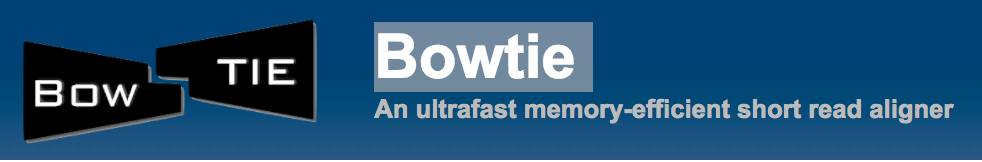 BOW TIE
Bowtie
An ultrafast memory-efficient short read aligner